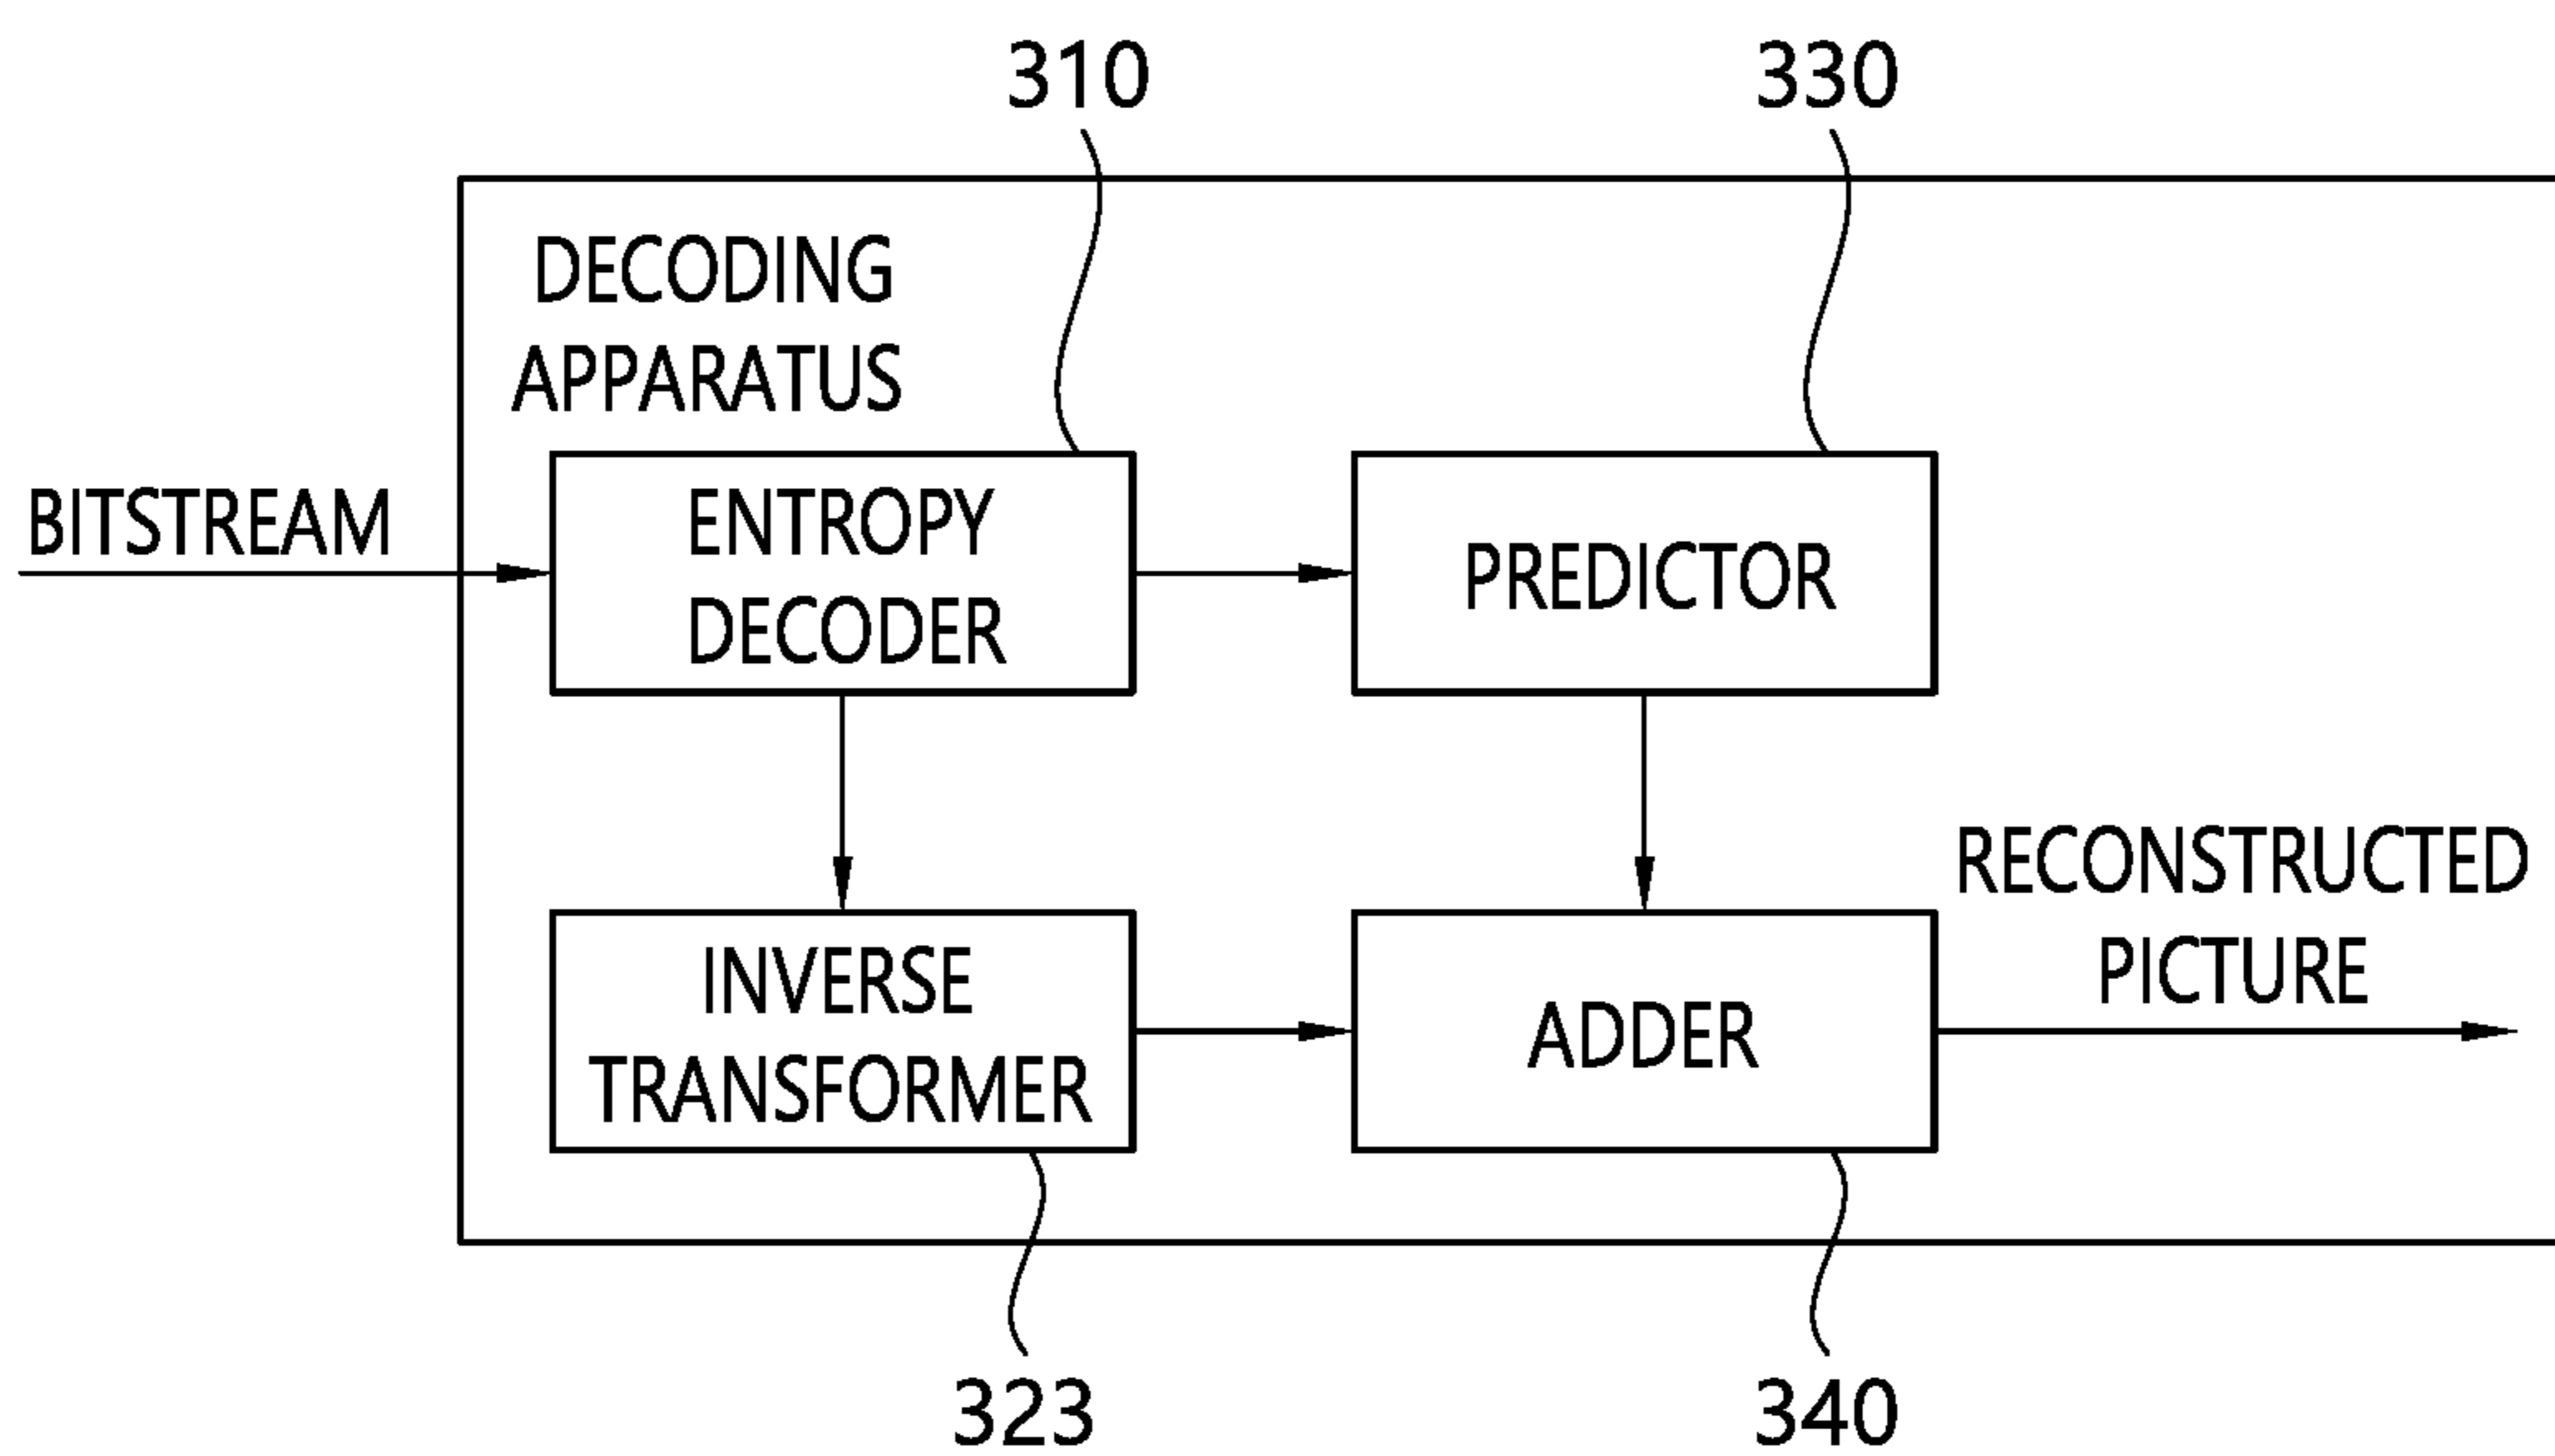 310
330
DECODING
APPARATUS
BITSTREAM
ENTROPY
DECODER
PREDICTOR
INVERSE
TRANSFORMER
ADDER
RECONSTRUCTED
PICTURE
323
340